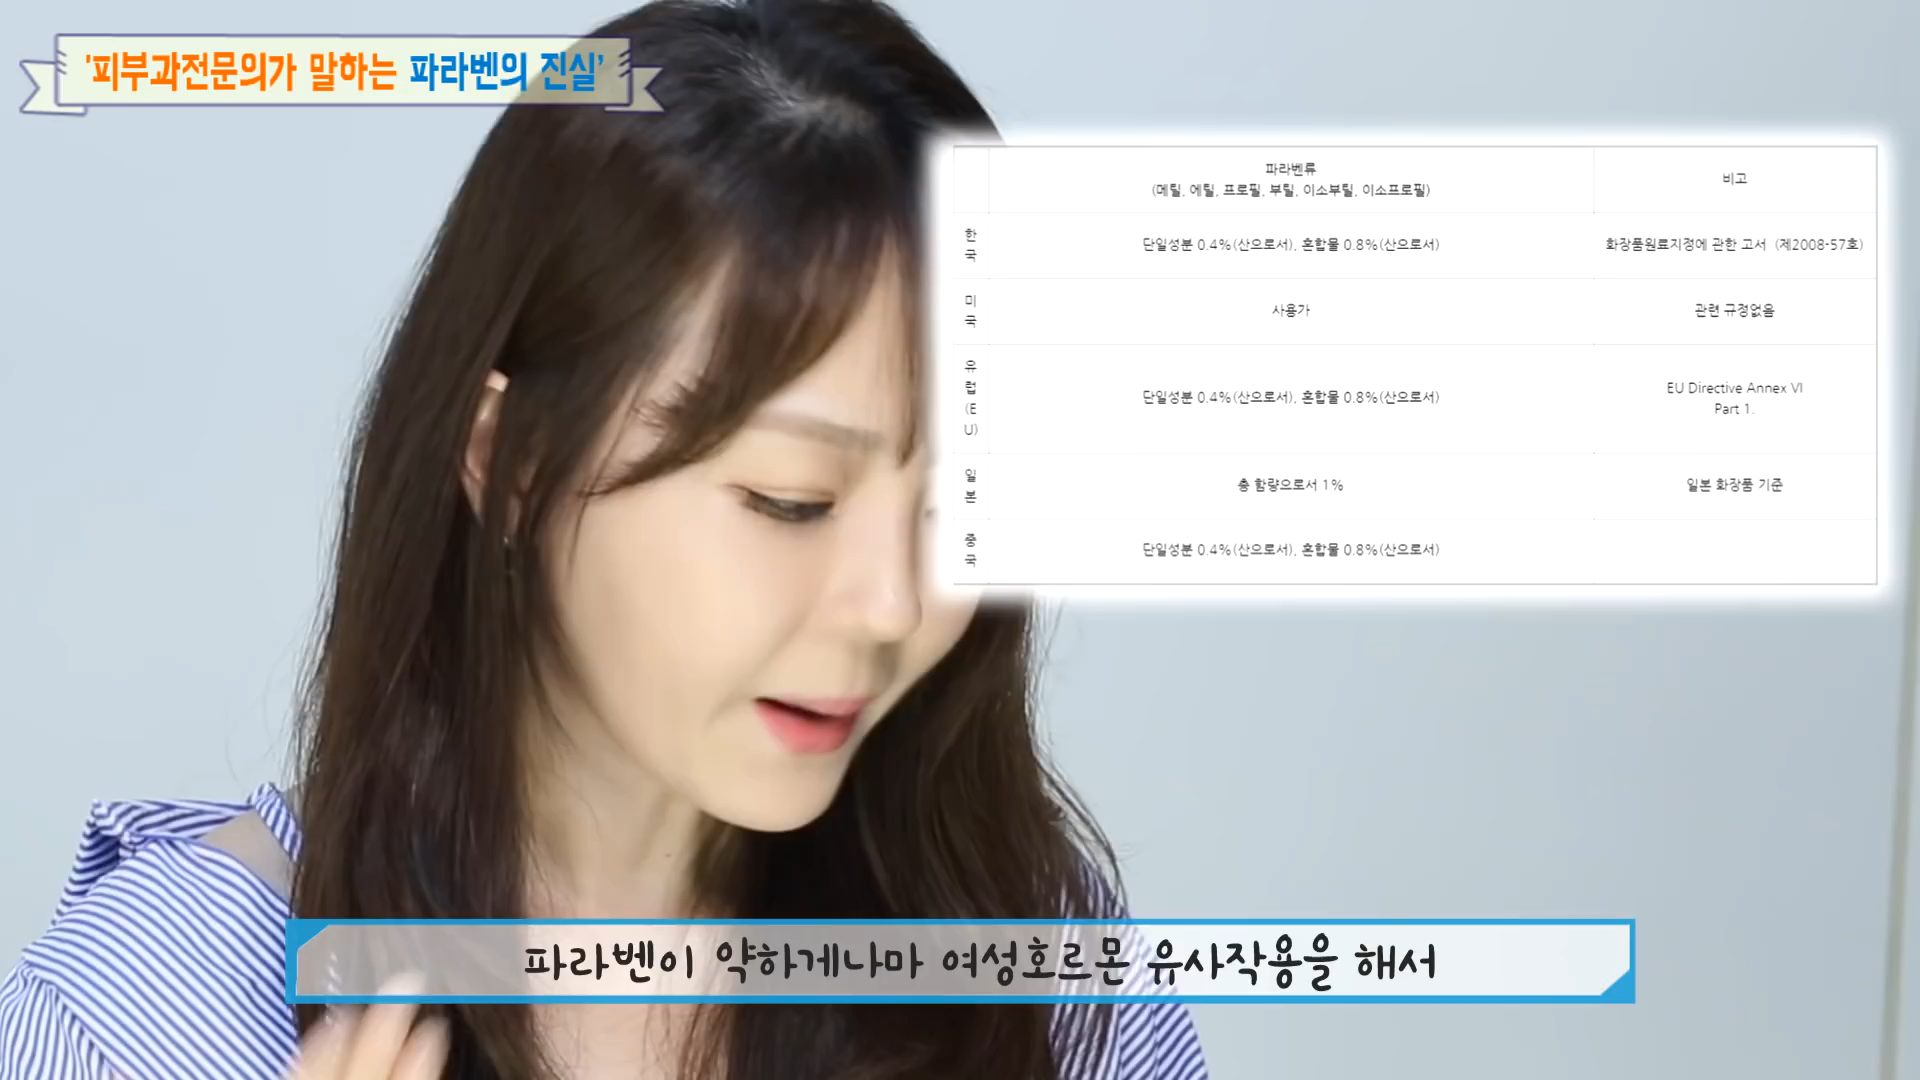 '피부과전문의가 말하는 파라벤의 진실'
파라벤류
(메틸, 에틸, 프로필, 부틸, 이소부틸, 이소프로필)
비고
한국
단일성분 0.4%(산으로서), 혼합물 0.8%(산으로서)
화장품원료지정에 관한 고서 (제2008-57호)
미국
사용가
관련 규정없음
유럽(EU)
단일성분 0.4%(산으로서), 혼합물 0.8%(산으로서)
EU Directive Annex VI
Part 1.
일본
총 함량으로서 1%
일본 화장품 기준
중국
단일성분 0.4%(산으로서), 혼합물 0.8%(산으로서)
파라벤이 약하게나마 여성호르몬 유사작용을 해서